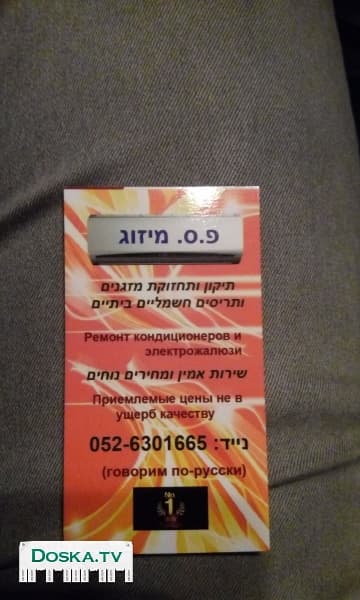 פ.ס. מיזוג
תיקון ותחזוקת מזגנים
ותריסים חשמליים ביתיים
Ремонт кондиционеров и
электрожалюзи
שירות אמין ומחירים נוחים
Приемлемые цены не в
ущерб качеству
נייד: 052-6301665
(говорим по-русски)
No
1
DOSKA.TV